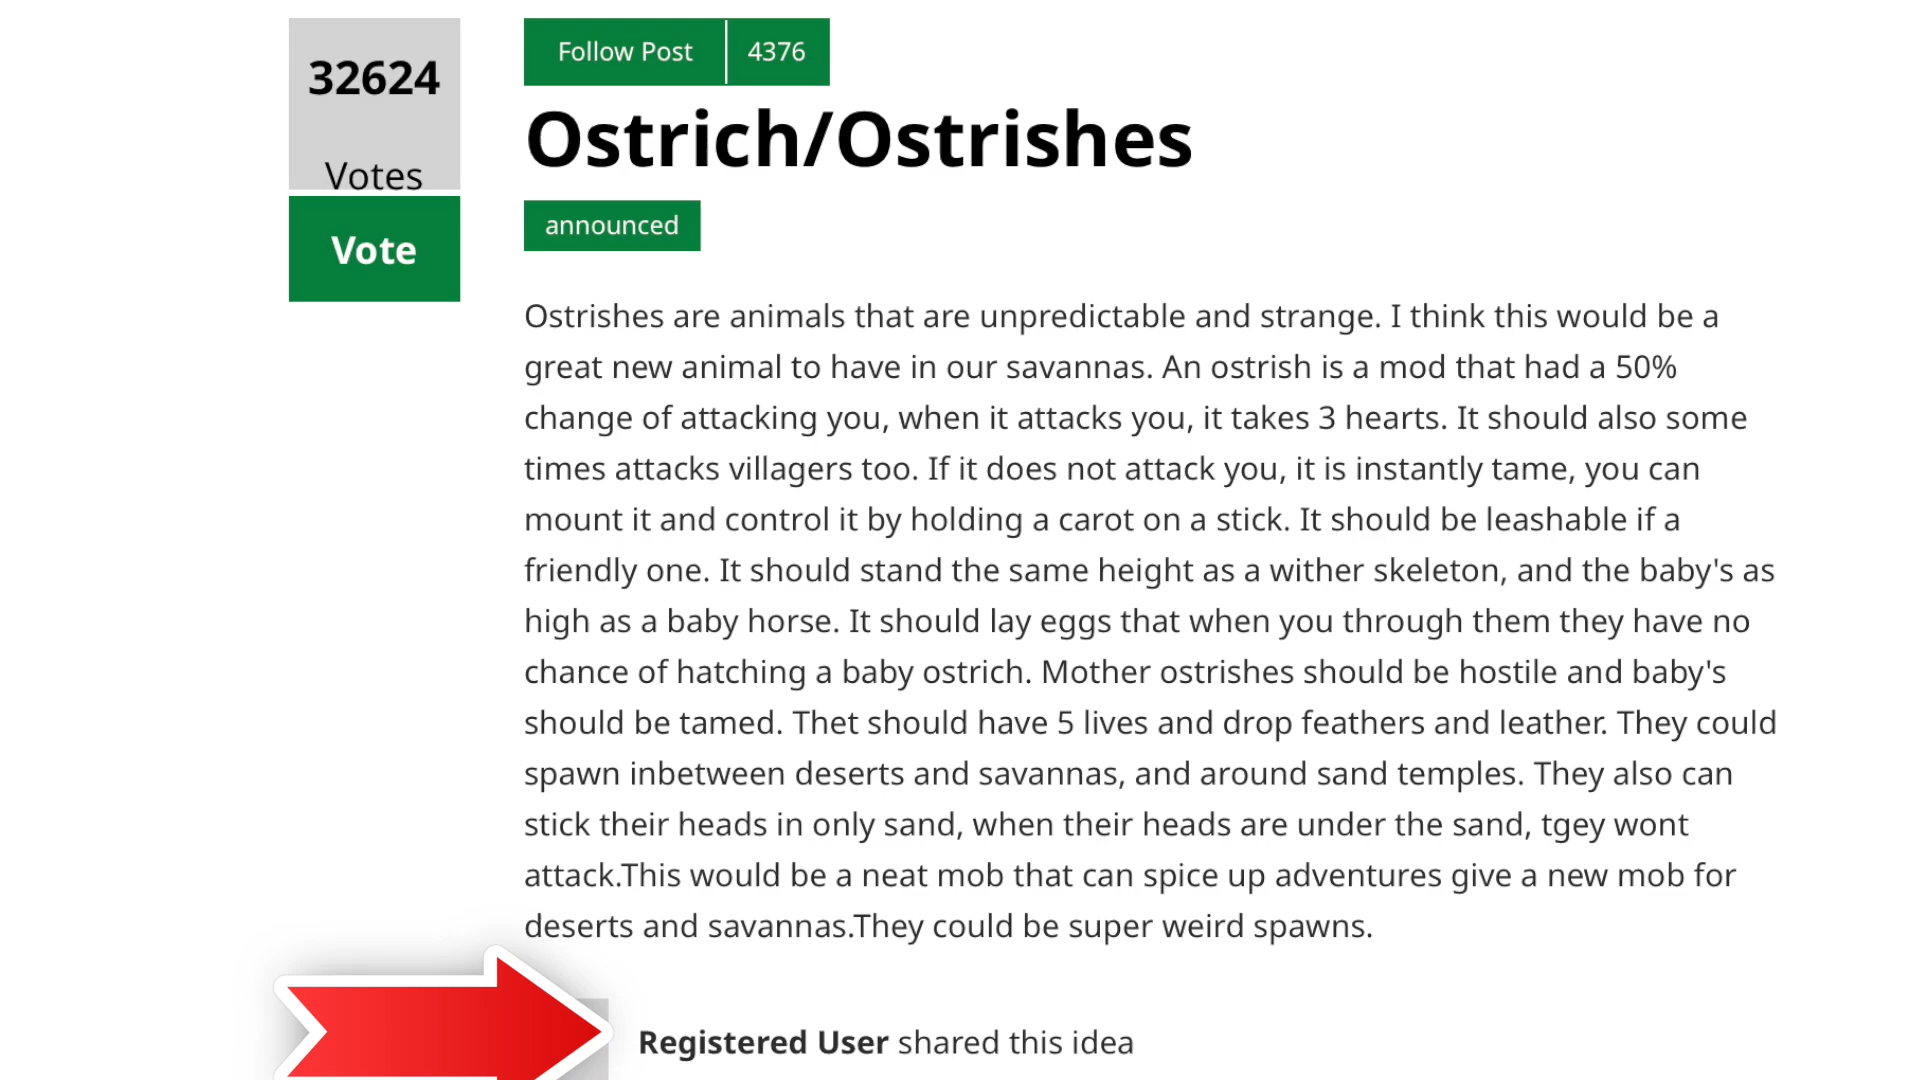 32624
Votes
Vote
Follow Post 4376
Ostrich/Ostrishes
announced
Ostrishes are animals that are unpredictable and strange. I think this would be a
great new animal to have in our savannas. An ostrish is a mod that had a 50%
change of attacking you, when it attacks you, it takes 3 hearts. It should also some
times attacks villagers too. If it does not attack you, it is instantly tame, you can
mount it and control it by holding a carot on a stick. It should be leashable if a
friendly one. It should stand the same height as a wither skeleton, and the baby's as
high as a baby horse. It should lay eggs that when you through them they have no
chance of hatching a baby ostrich. Mother ostrishes should be hostile and baby's
should be tamed. Thet should have 5 lives and drop feathers and leather. They could
spawn inbetween deserts and savannas, and around sand temples. They also can
stick their heads in only sand, when their heads are under the sand, tgey wont
attack.This would be a neat mob that can spice up adventures give a new mob for
deserts and savannas.They could be super weird spawns.
Registered User shared this idea